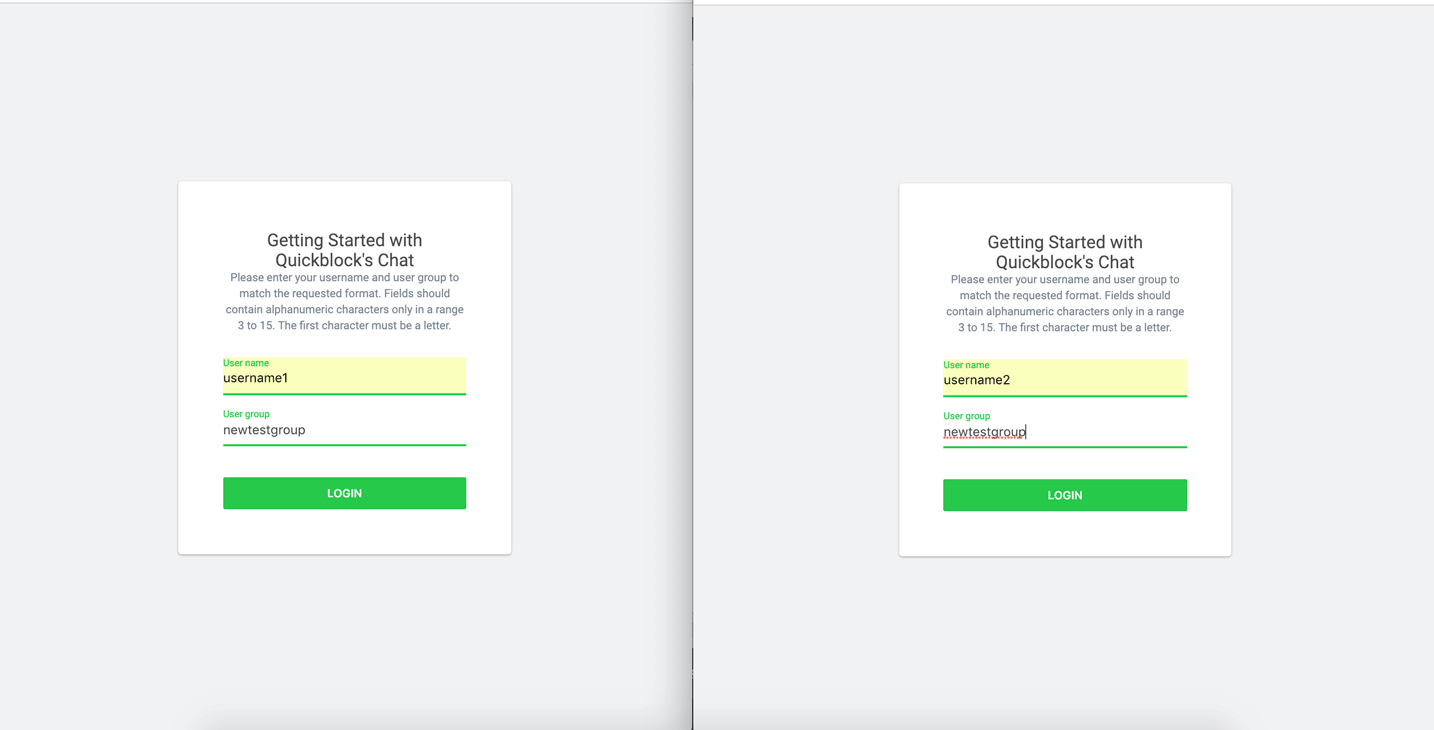 Getting Started with
Quickblock's Chat
Please enter your username and user group to
match the requested format. Fields should
contain alphanumeric characters only in a range
3 to 15. The first character must be a letter.
User name
username1
User group
newtestgroup
LOGIN
Getting Started with
Quickblock's Chat
Please enter your username and user group to
match the requested format. Fields should
contain alphanumeric characters only in a range
3 to 15. The first character must be a letter.
User name
username2
User group
newtestgroup
LOGIN